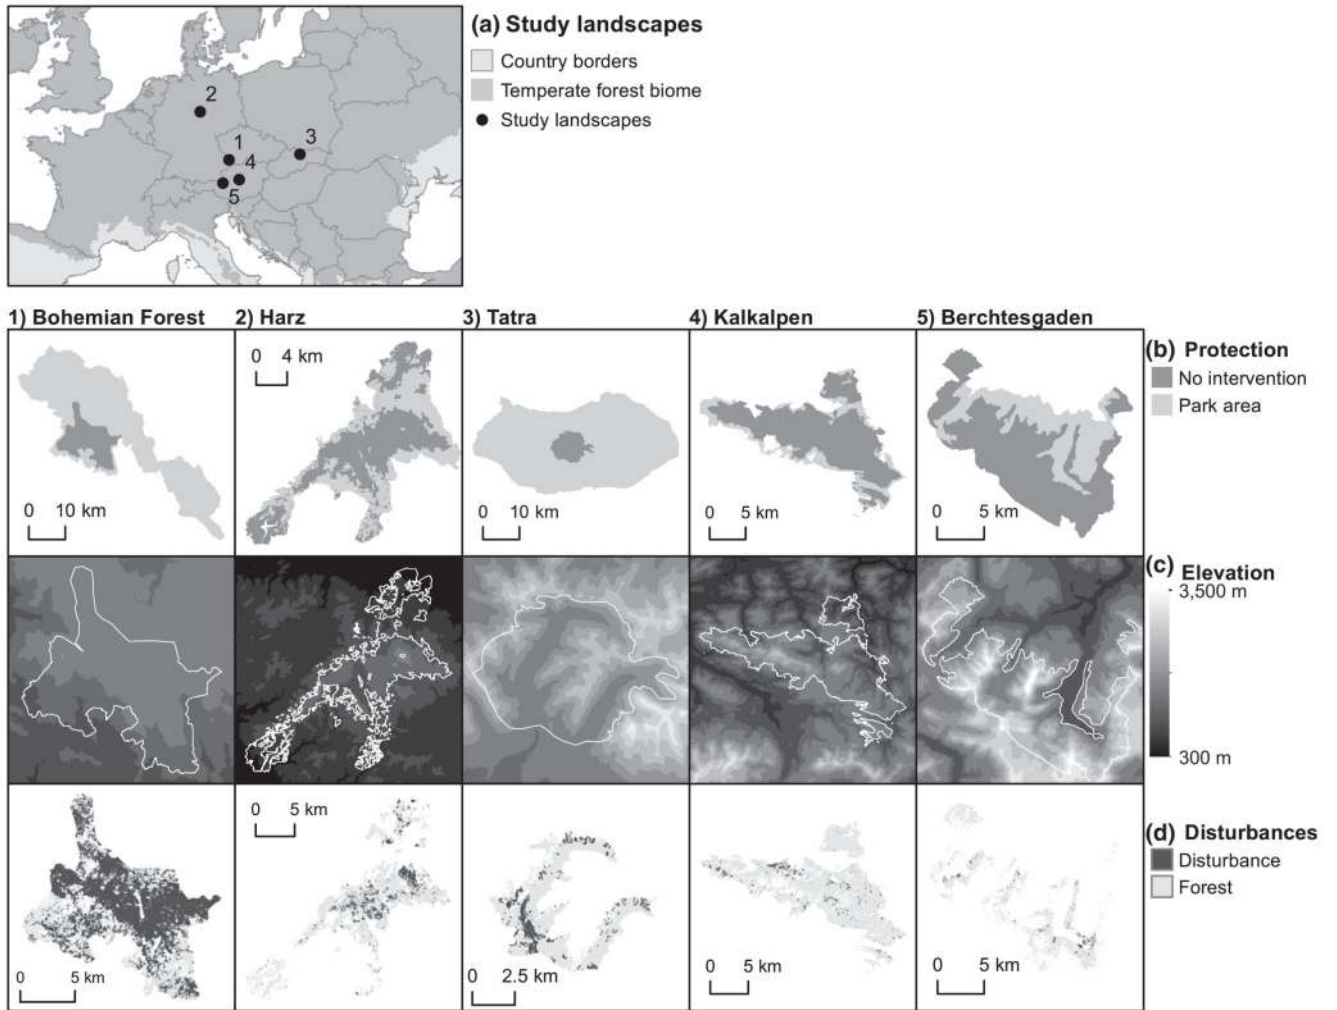 (a) Study landscapes
Country borders
Temperate forest biome
Study landscapes
2
1
3
4
5
1) Bohemian Forest
2) Harz
3) Tatra
4) Kalkalpen
5) Berchtesgaden
(b) Protection
No intervention
Park area
0 10 km
0 4 km
0 10 km
0 5 km
0 5 km
(c) Elevation
3,500 m
300 m
(d) Disturbances
Disturbance
Forest
0 5 km
0 5 km
0 2.5 km
0 5 km
0 5 km